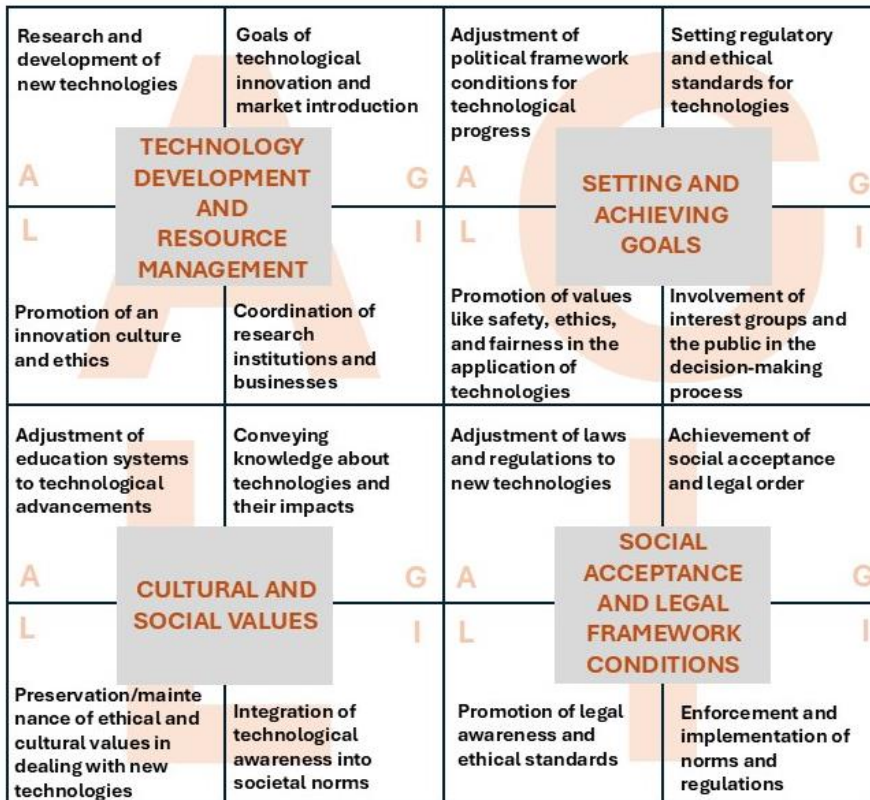 Research and
development of
new technologies
Goals of
technological
innovation and
market introduction
A
G
TECHNOLOGY
DEVELOPMENT
AND
RESOURCE
MANAGEMENT
L
I
Promotion of an
innovation culture
and ethics
Coordination of
research
institutions and
businesses
A
Adjustment of
political framework
conditions for
technological
progress
Setting regulatory
and ethical
standards for
technologies
A
G
SETTING AND
ACHIEVING
GOALS
L
I
Promotion of values
like safety, ethics,
and fairness in the
application of
technologies
Involvement of
interest groups and
the public in the
decision-making
process
G
Adjustment of
education systems
to technological
advancements
Conveying
knowledge about
technologies and
their impacts
A
G
CULTURAL AND
SOCIAL VALUES
L
I
Preservation/mainte
nance of ethical and
cultural values in
dealing with new
technologies
Integration of
technological
awareness into
societal norms
L
Adjustment of laws
and regulations to
new technologies
Achievement of
social acceptance
and legal order
A
G
SOCIAL
ACCEPTANCE
AND LEGAL
FRAMEWORK
CONDITIONS
L
I
Promotion of legal
awareness and
ethical standards
Enforcement and
implementation of
norms and
regulations
I